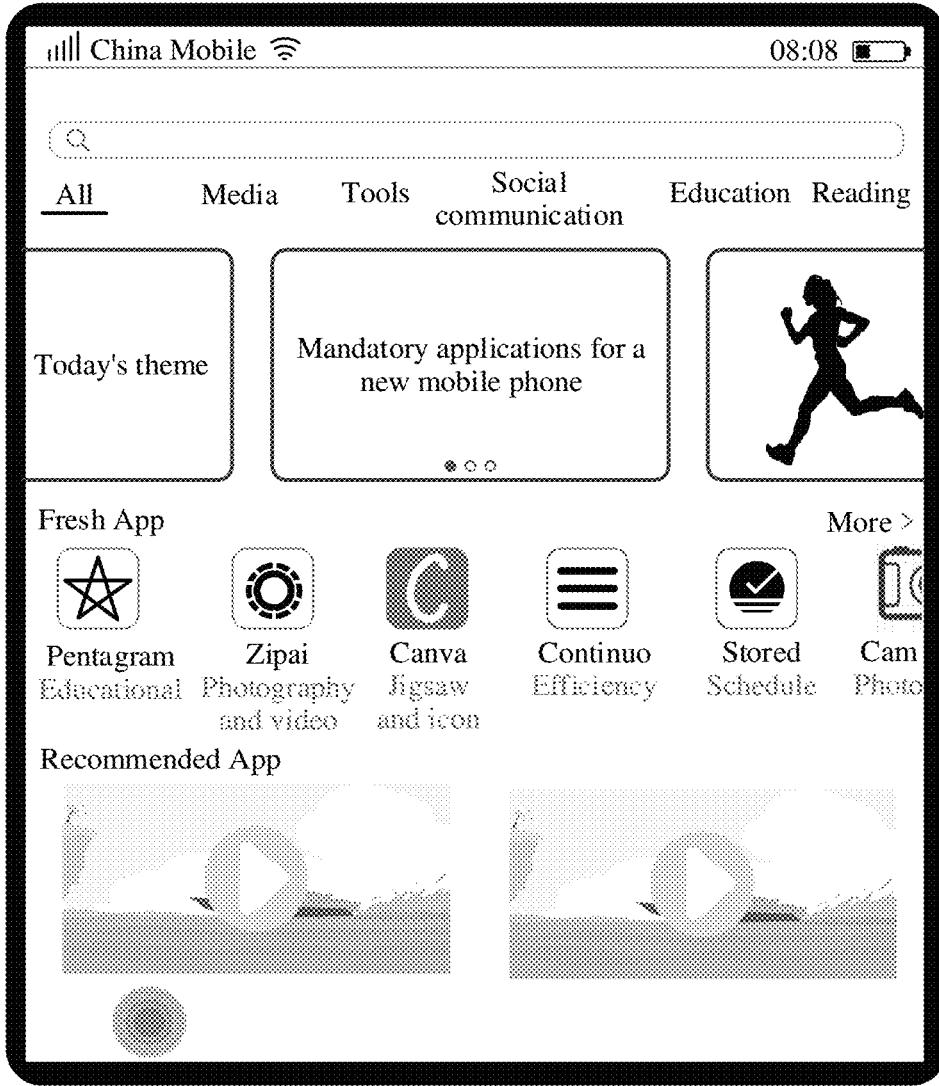 China Mobile 08:08
All Media Tools Social communication Education Reading
Today's theme
Mandatory applications for a
new mobile phone
Fresh App More >
Pentagram Zipai Canva Continuo Stored Cam
Educational Photography and video Jigsaw and icon Efficiency Schedule Photo
Recommended App